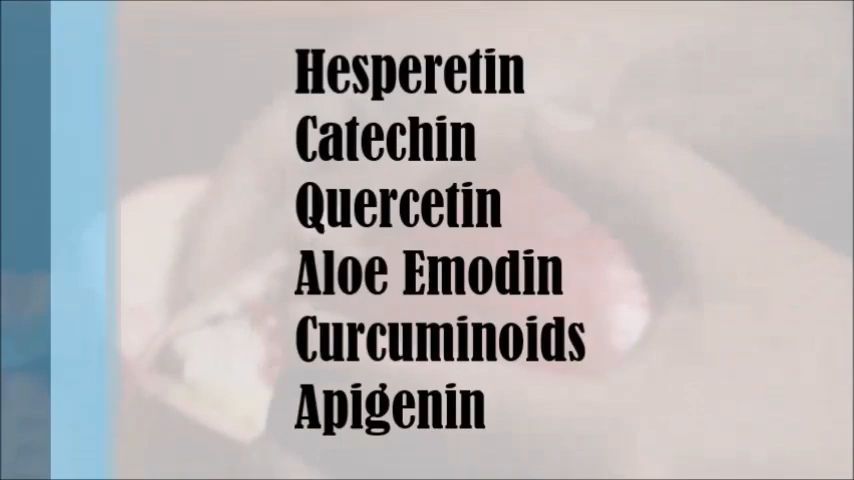 Hesperetin
Catechin
Quercetin
Aloe Emodin
Curcuminoids
Apigenin